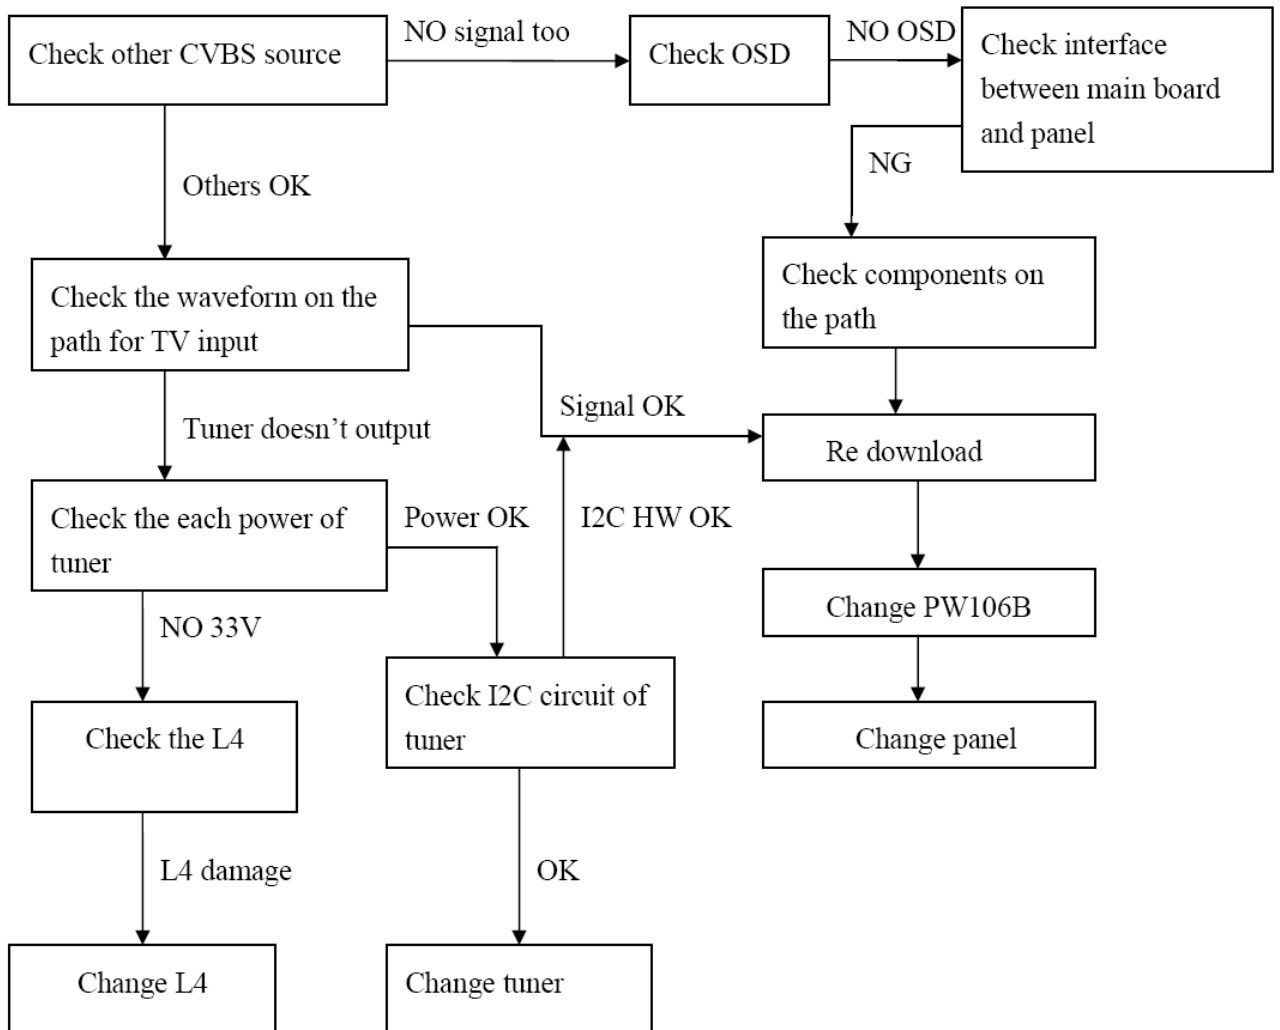 Check other CVBS source
NO signal too
Check OSD
NO OSD
Check interface
between main board
and panel
NG
Others OK
Check components on
the path
Check the waveform on the
path for TV input
Signal OK
Tuner doesn’t output
Re download
Check the each power of
tuner
Power OK
I2C HW OK
Change PW106B
NO 33V
Check I2C circuit of
tuner
Check the L4
Change panel
L4 damage
OK
Change L4
Change tuner